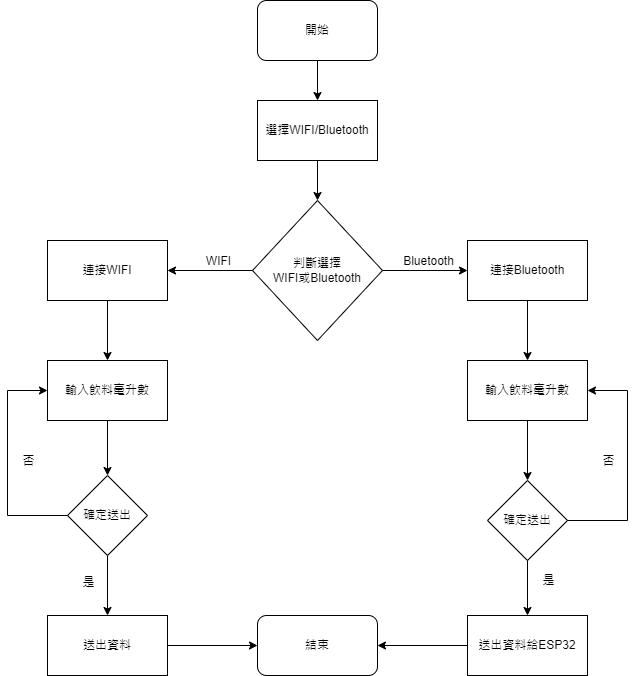 開始
選擇WIFI/Bluetooth
判斷選擇
WIFI或Bluetooth
WIFI
Bluetooth
連接WIFI
連接Bluetooth
輸入飲料毫升數
輸入飲料毫升數
否
否
確定送出
確定送出
是
是
送出資料
結束
送出資料給ESP32